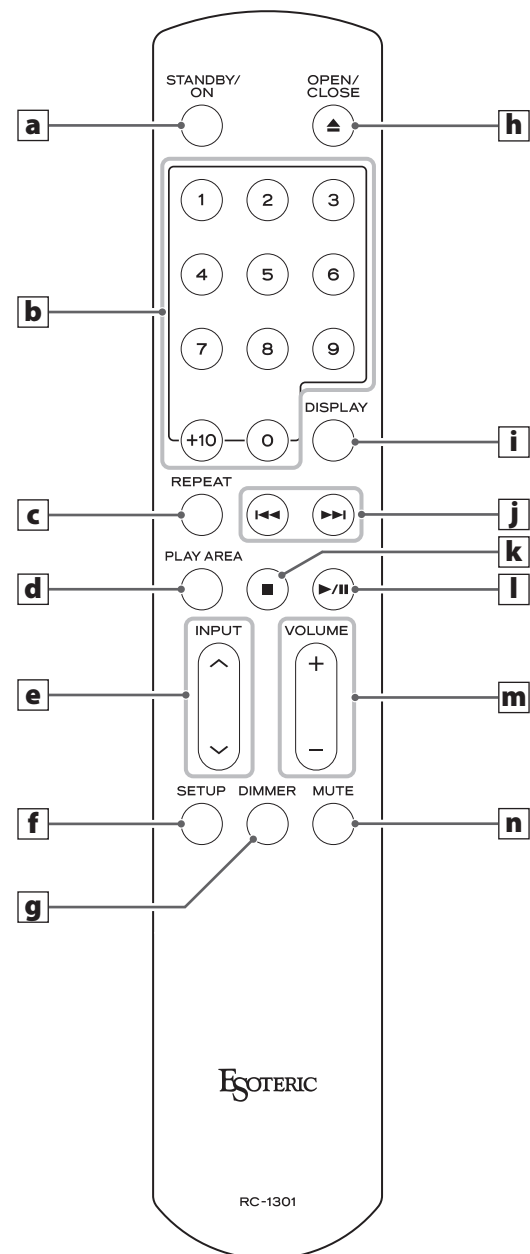 STANDBY/
ON
OPEN/
CLOSE
a
h
1 2 3
4 5 6
b
7 8 9
DISPLAY
+10 0
i
REPEAT
c
j
k
PLAY AREA
d
l
INPUT VOLUME
+
e
m
−
SETUP DIMMER MUTE
f
n
g
ESOTERIC
RC-1301